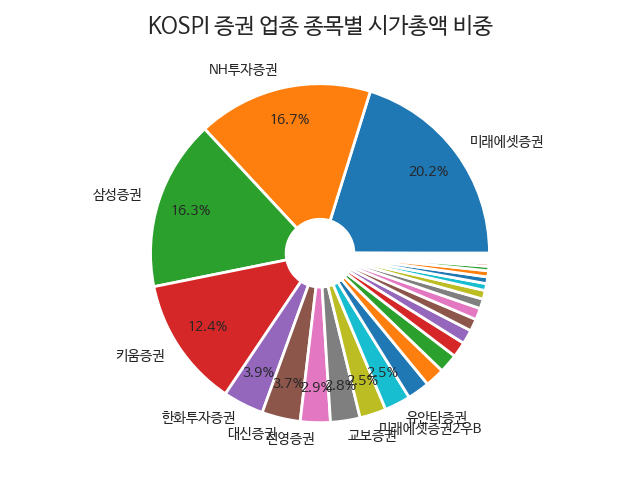 KOSPI 증권 업종 종목별 시가총액 비중
NH투자증권
미래에셋증권
삼성증권
키움증권
한화투자증권
대신증권
신영증권
교보증권
미래에셋증권2우B
유안타증권
20.2%
16.7%
16.3%
12.4%
3.9%
3.7%
2.9%
2.8%
2.5%
2.5%